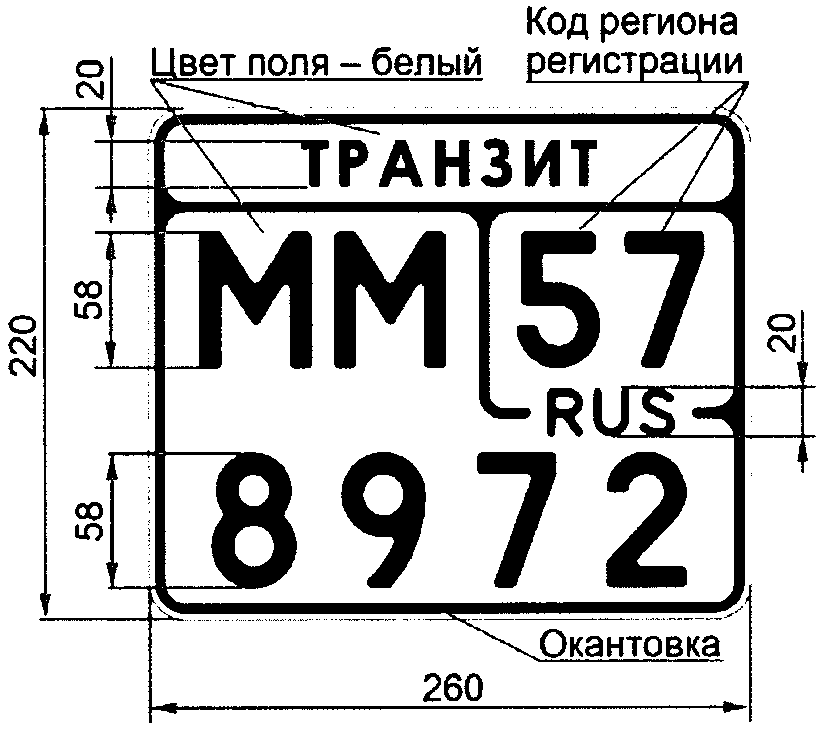 Код региона
регистрации
Цвет поля – белый
20
ТРАНЗИТ
ММ 57
58
220
20
RUS
8972
58
Окантовка
260